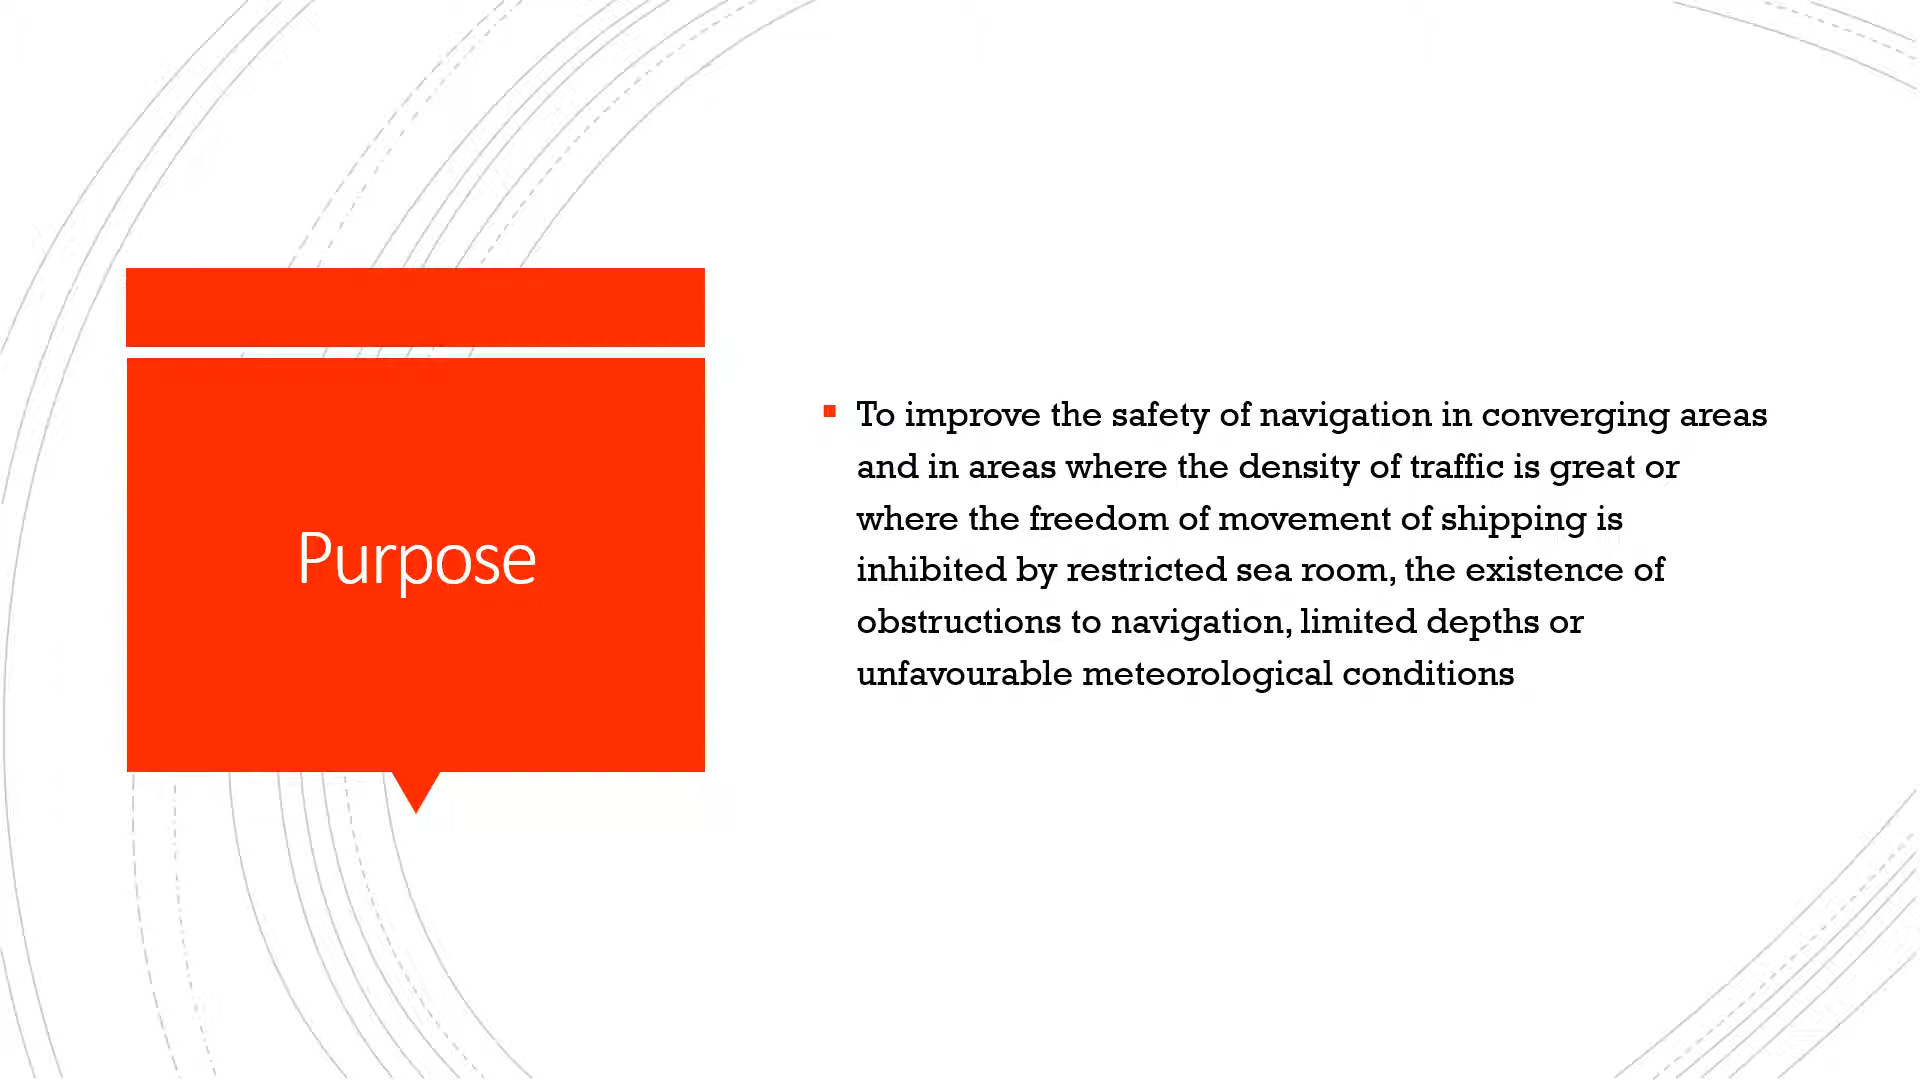 Purpose
To improve the safety of navigation in converging areas
and in areas where the density of traffic is great or
where the freedom of movement of shipping is
inhibited by restricted sea room, the existence of
obstructions to navigation, limited depths or
unfavourable meteorological conditions